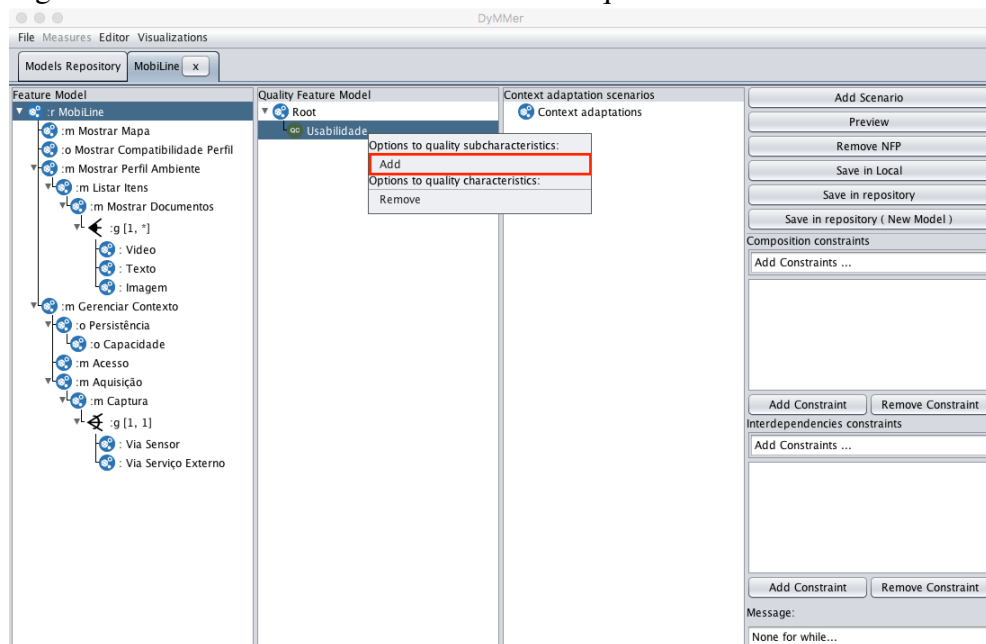 DyMMer
File Measures Editor Visualizations
Models Repository
MobiLine x
Feature Model
:r MobiLine
:m Mostrar Mapa
:o Mostrar Compatibilidade Perfil
:m Mostrar Perfil Ambiente
:m Listar Itens
:m Mostrar Documentos
:g [1, *]
: Video
: Texto
: Imagem
:m Gerenciar Contexto
:o Persistência
:o Capacidade
:m Acesso
:m Aquisição
:m Captura
:g [1, 1]
: Via Sensor
: Via Serviço Externo
Quality Feature Model
Root
QC Usabilidade
Options to quality subcharacteristics:
Add
Options to quality characteristics:
Remove
Context adaptation scenarios
Context adaptations
Add Scenario
Preview
Remove NFP
Save in Local
Save in repository
Save in repository ( New Model )
Composition constraints
Add Constraints ...
Add Constraint Remove Constraint
Interdependencies constraints
Add Constraints ...
Add Constraint Remove Constraint
Message:
None for while...